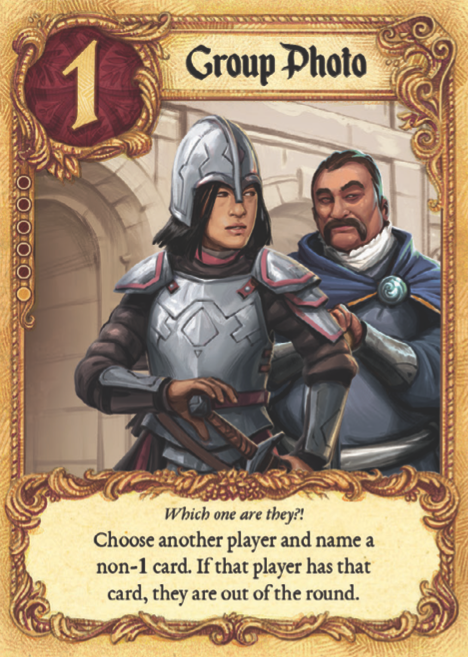 1
Group Photo
Which one are they?!
Choose another player and name a
non-1 card. If that player has that
card, they are out of the round.